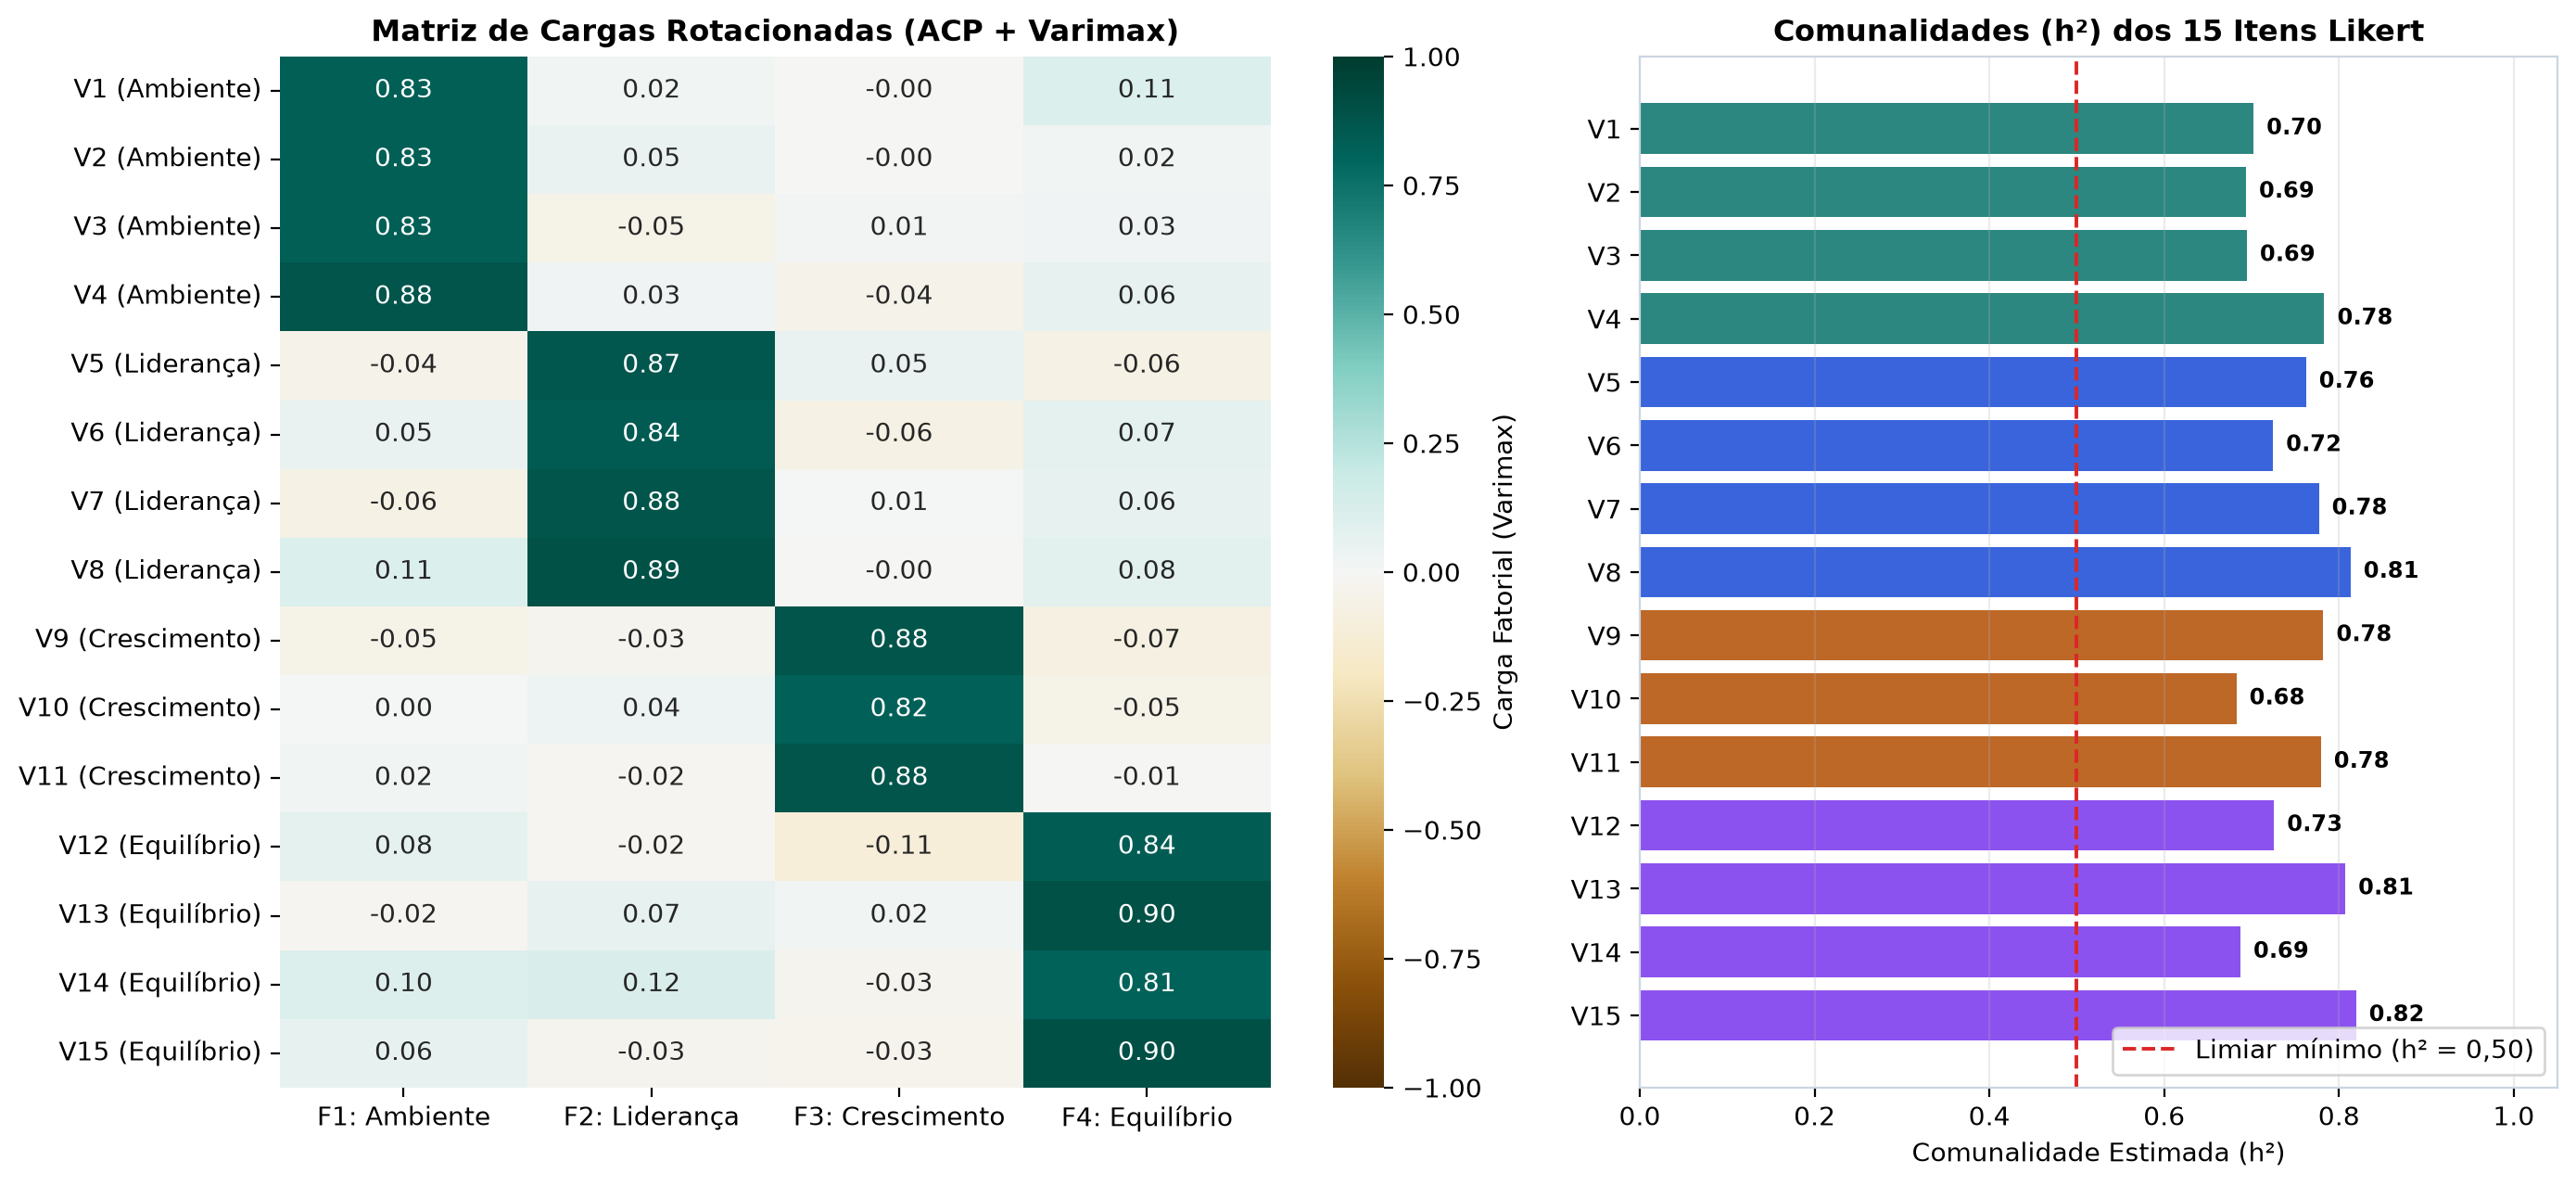 Matriz de Cargas Rotacionadas (ACP + Varimax)
V1 (Ambiente) 0.83 0.02 -0.00 0.11
V2 (Ambiente) 0.83 0.05 -0.00 0.02
V3 (Ambiente) 0.83 -0.05 0.01 0.03
V4 (Ambiente) 0.88 0.03 -0.04 0.06
V5 (Liderança) -0.04 0.87 0.05 -0.06
V6 (Liderança) 0.05 0.84 -0.06 0.07
V7 (Liderança) -0.06 0.88 0.01 0.06
V8 (Liderança) 0.11 0.89 -0.00 0.08
V9 (Crescimento) -0.05 -0.03 0.88 -0.07
V10 (Crescimento) 0.00 0.04 0.82 -0.05
V11 (Crescimento) 0.02 -0.02 0.88 -0.01
V12 (Equilíbrio) 0.08 -0.02 -0.11 0.84
V13 (Equilíbrio) -0.02 0.07 0.02 0.90
V14 (Equilíbrio) 0.10 0.12 -0.03 0.81
V15 (Equilíbrio) 0.06 -0.03 -0.03 0.90
F1: Ambiente F2: Liderança F3: Crescimento F4: Equilíbrio
1.00
0.75
0.50
0.25
0.00
−0.25
−0.50
−0.75
−1.00
Carga Fatorial (Varimax)
Comunalidades (h²) dos 15 Itens Likert
V1 0.70
V2 0.69
V3 0.69
V4 0.78
V5 0.76
V6 0.72
V7 0.78
V8 0.81
V9 0.78
V10 0.68
V11 0.78
V12 0.73
V13 0.81
V14 0.69
V15 0.82
Limiar mínimo (h² = 0,50)
0.0 0.2 0.4 0.6 0.8 1.0
Comunalidade Estimada (h²)